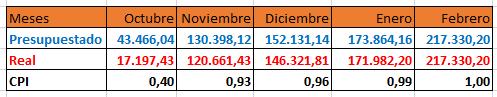 Meses Octubre Noviembre Diciembre Enero Febrero
Presupuestado 43.466,04 130.398,12 152.131,14 173.864,16 217.330,20
Real 17.197,43 120.661,43 146.321,81 171.982,20 217.330,20
CPI 0,40 0,93 0,96 0,99 1,00